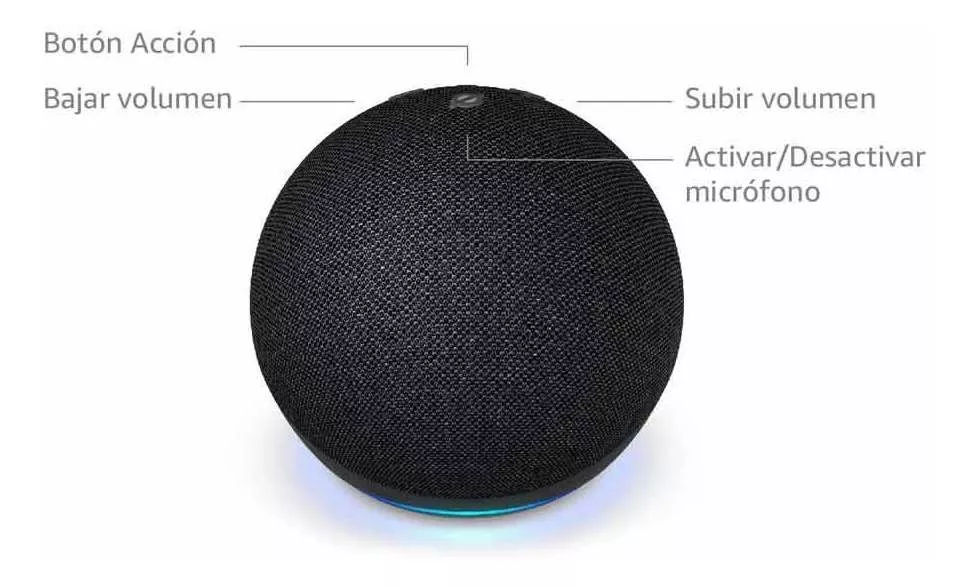 Botón Acción
Bajar volumen
Subir volumen
Activar/Desactivar
micrófono